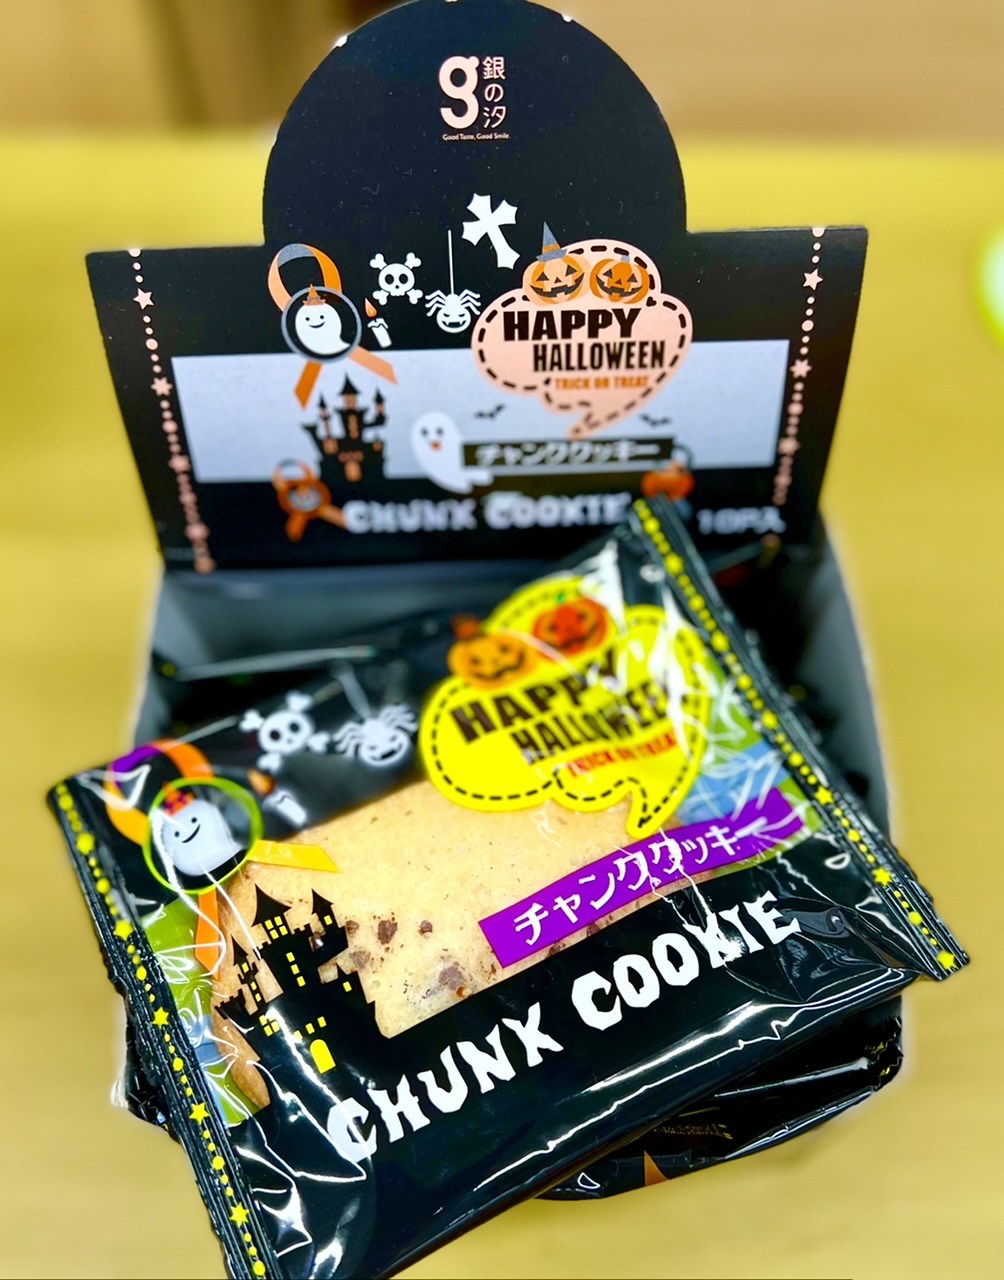 g 銀の汐
Good Taste, Good Smile.
HAPPY
HALLOWEEN
TRICK OR TREAT
チャンククッキー
CHUNK COOKIE
10P入
HAPPY
HALLOWEEN
TRICK OR TREAT
チャンククッキー
CHUNK COOKIE